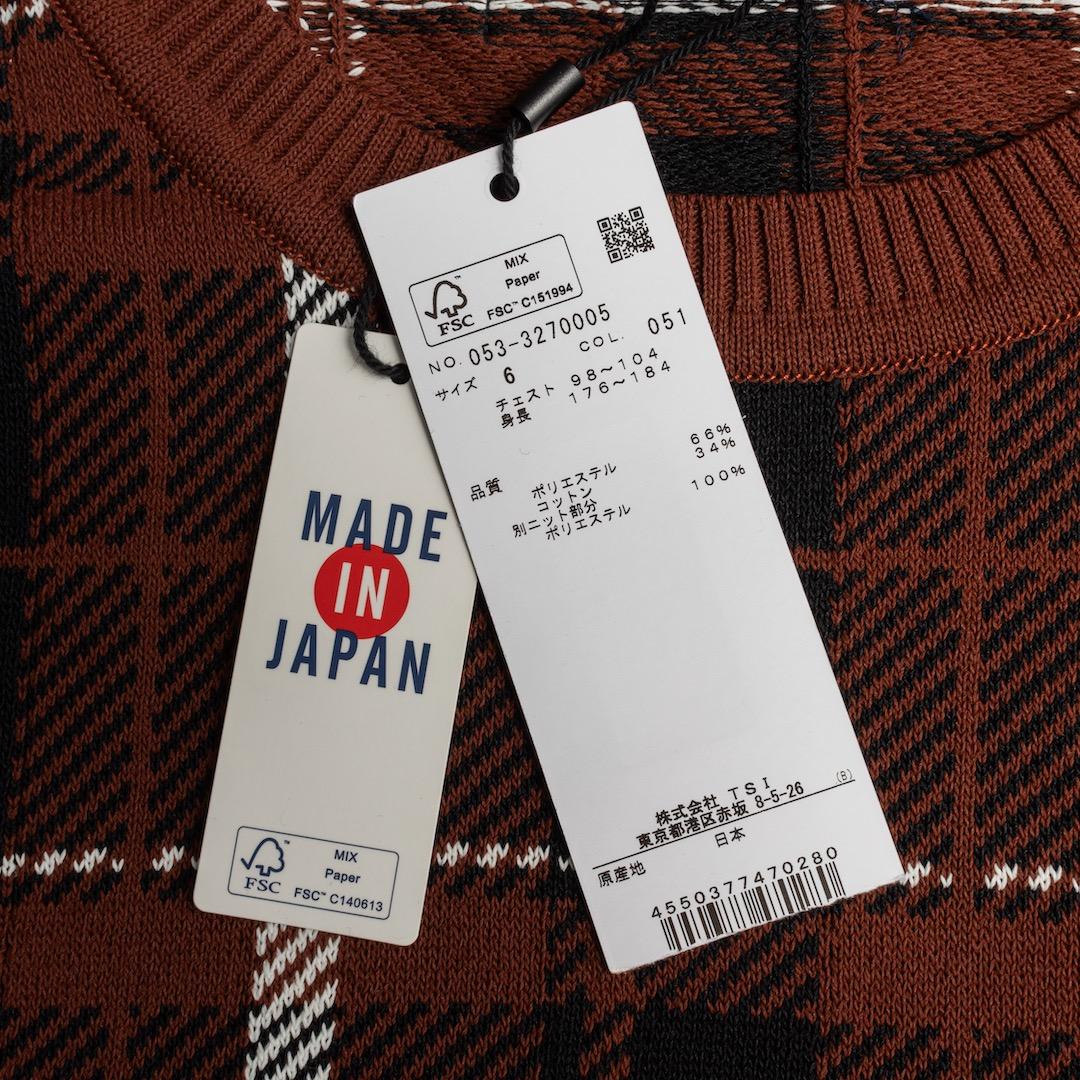 MIX
Paper
FSC™ C151994
FSC
NO. 053-3270005
COL. 051
サイズ 6
チェスト 98～104
身長 176～184
品質 ポリエステル 66%
コットン 34%
別ニット部分
ポリエステル 100%
株式会社 TSI
東京都港区赤坂 8-5-26 (B)
原産地 日本
4550377470280
MADE
IN
JAPAN
MIX
Paper
FSC™ C140613
FSC